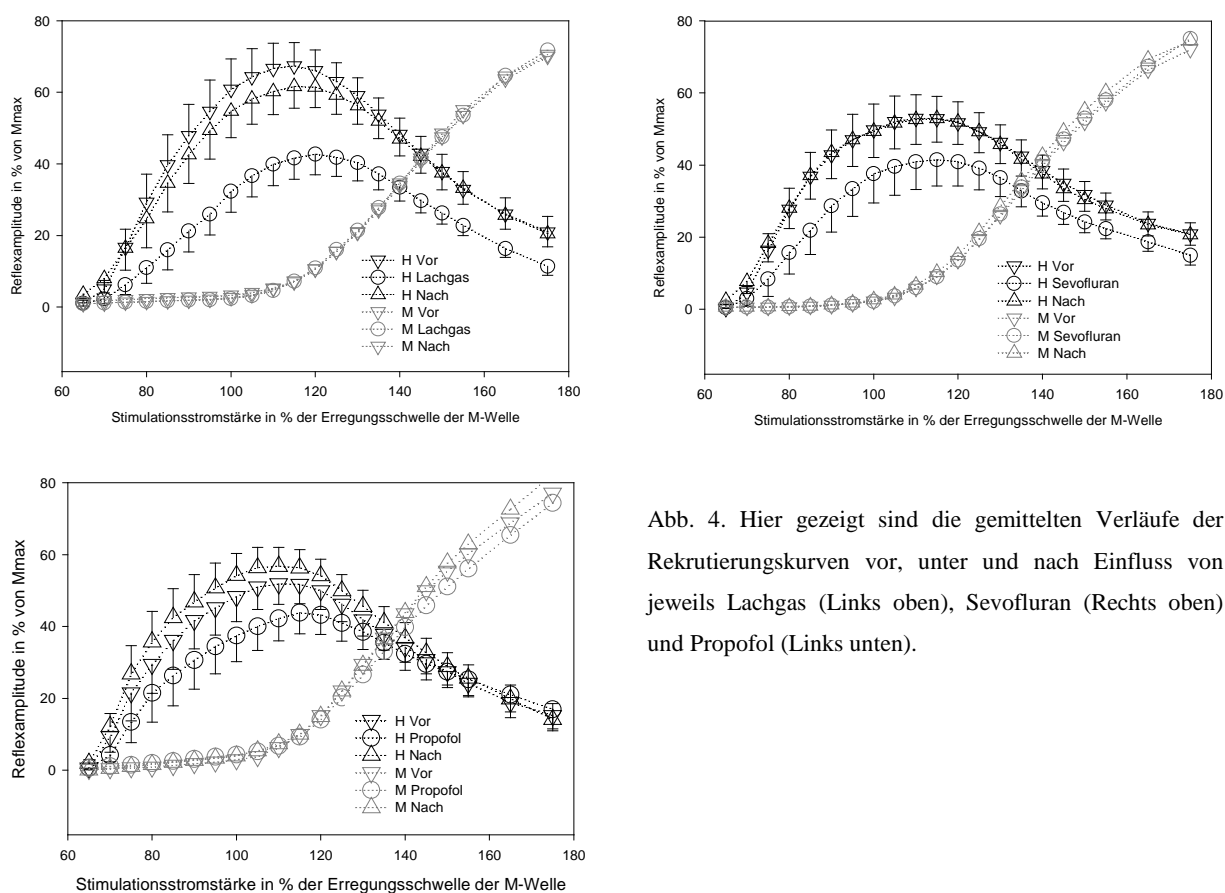 80
60
40
20
0
Reflexamplitude in % von Mmax
H Vor
H Lachgas
H Nach
M Vor
M Lachgas
M Nach
60 80 100 120 140 160 180
Stimulationsstromstärke in % der Erregungsschwelle der M-Welle
80
60
40
20
0
Reflexamplitude in % von Mmax
H Vor
H Sevofluran
H Nach
M Vor
M Sevofluran
M Nach
60 80 100 120 140 160 180
Stimulationsstromstärke in % der Erregungsschwelle der M-Welle
80
60
40
20
0
Reflexamplitude in % von Mmax
H Vor
H Propofol
H Nach
M Vor
M Propofol
M Nach
60 80 100 120 140 160 180
Stimulationsstromstärke in % der Erregungsschwelle der M-Welle
Abb. 4. Hier gezeigt sind die gemittelten Verläufe der
Rekrutierungskurven vor, unter und nach Einfluss von
jeweils Lachgas (Links oben), Sevofluran (Rechts oben)
und Propofol (Links unten).